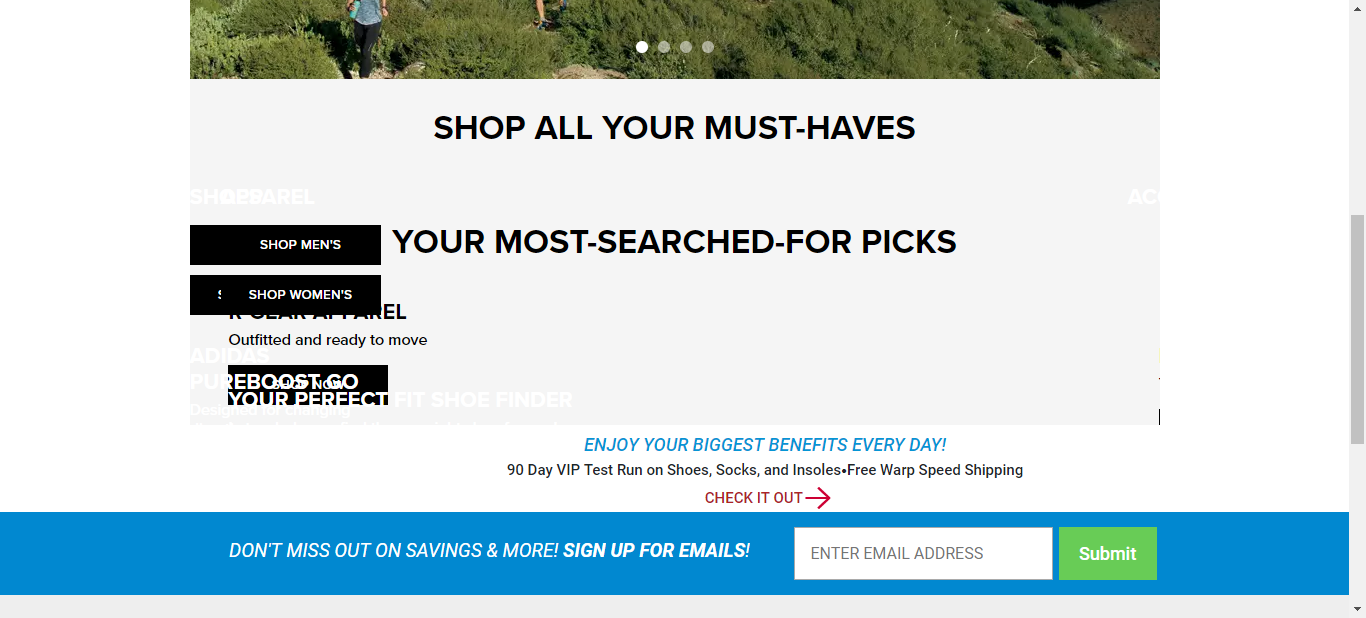 SHOP ALL YOUR MUST-HAVES
APPAREL
SHOP MEN'S
YOUR MOST-SEARCHED-FOR PICKS
SHOP WOMEN'S
R-GEAR APPAREL
Outfitted and ready to move
ADIDAS
PUREBOOST GO
SHOP NOW
YOUR PERFECT FIT SHOE FINDER
Designed for changing
ENJOY YOUR BIGGEST BENEFITS EVERY DAY!
90 Day VIP Test Run on Shoes, Socks, and Insoles•Free Warp Speed Shipping
CHECK IT OUT
DON'T MISS OUT ON SAVINGS & MORE! SIGN UP FOR EMAILS!
ENTER EMAIL ADDRESS
Submit